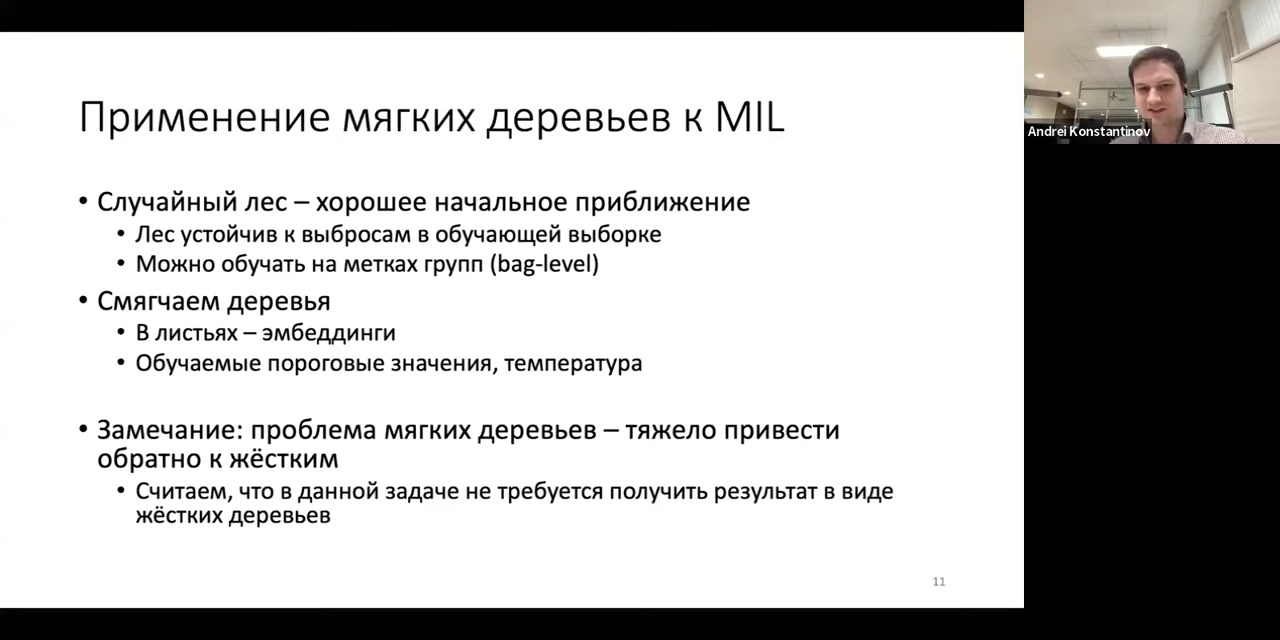 Применение мягких деревьев к MIL
• Случайный лес – хорошее начальное приближение
• Лес устойчив к выбросам в обучающей выборке
• Можно обучать на метках групп (bag-level)
• Смягчаем деревья
• В листьях – эмбеддинги
• Обучаемые пороговые значения, температура
• Замечание: проблема мягких деревьев – тяжело привести
обратно к жёстким
• Считаем, что в данной задаче не требуется получить результат в виде
жёстких деревьев
11
Andrei Konstantinov